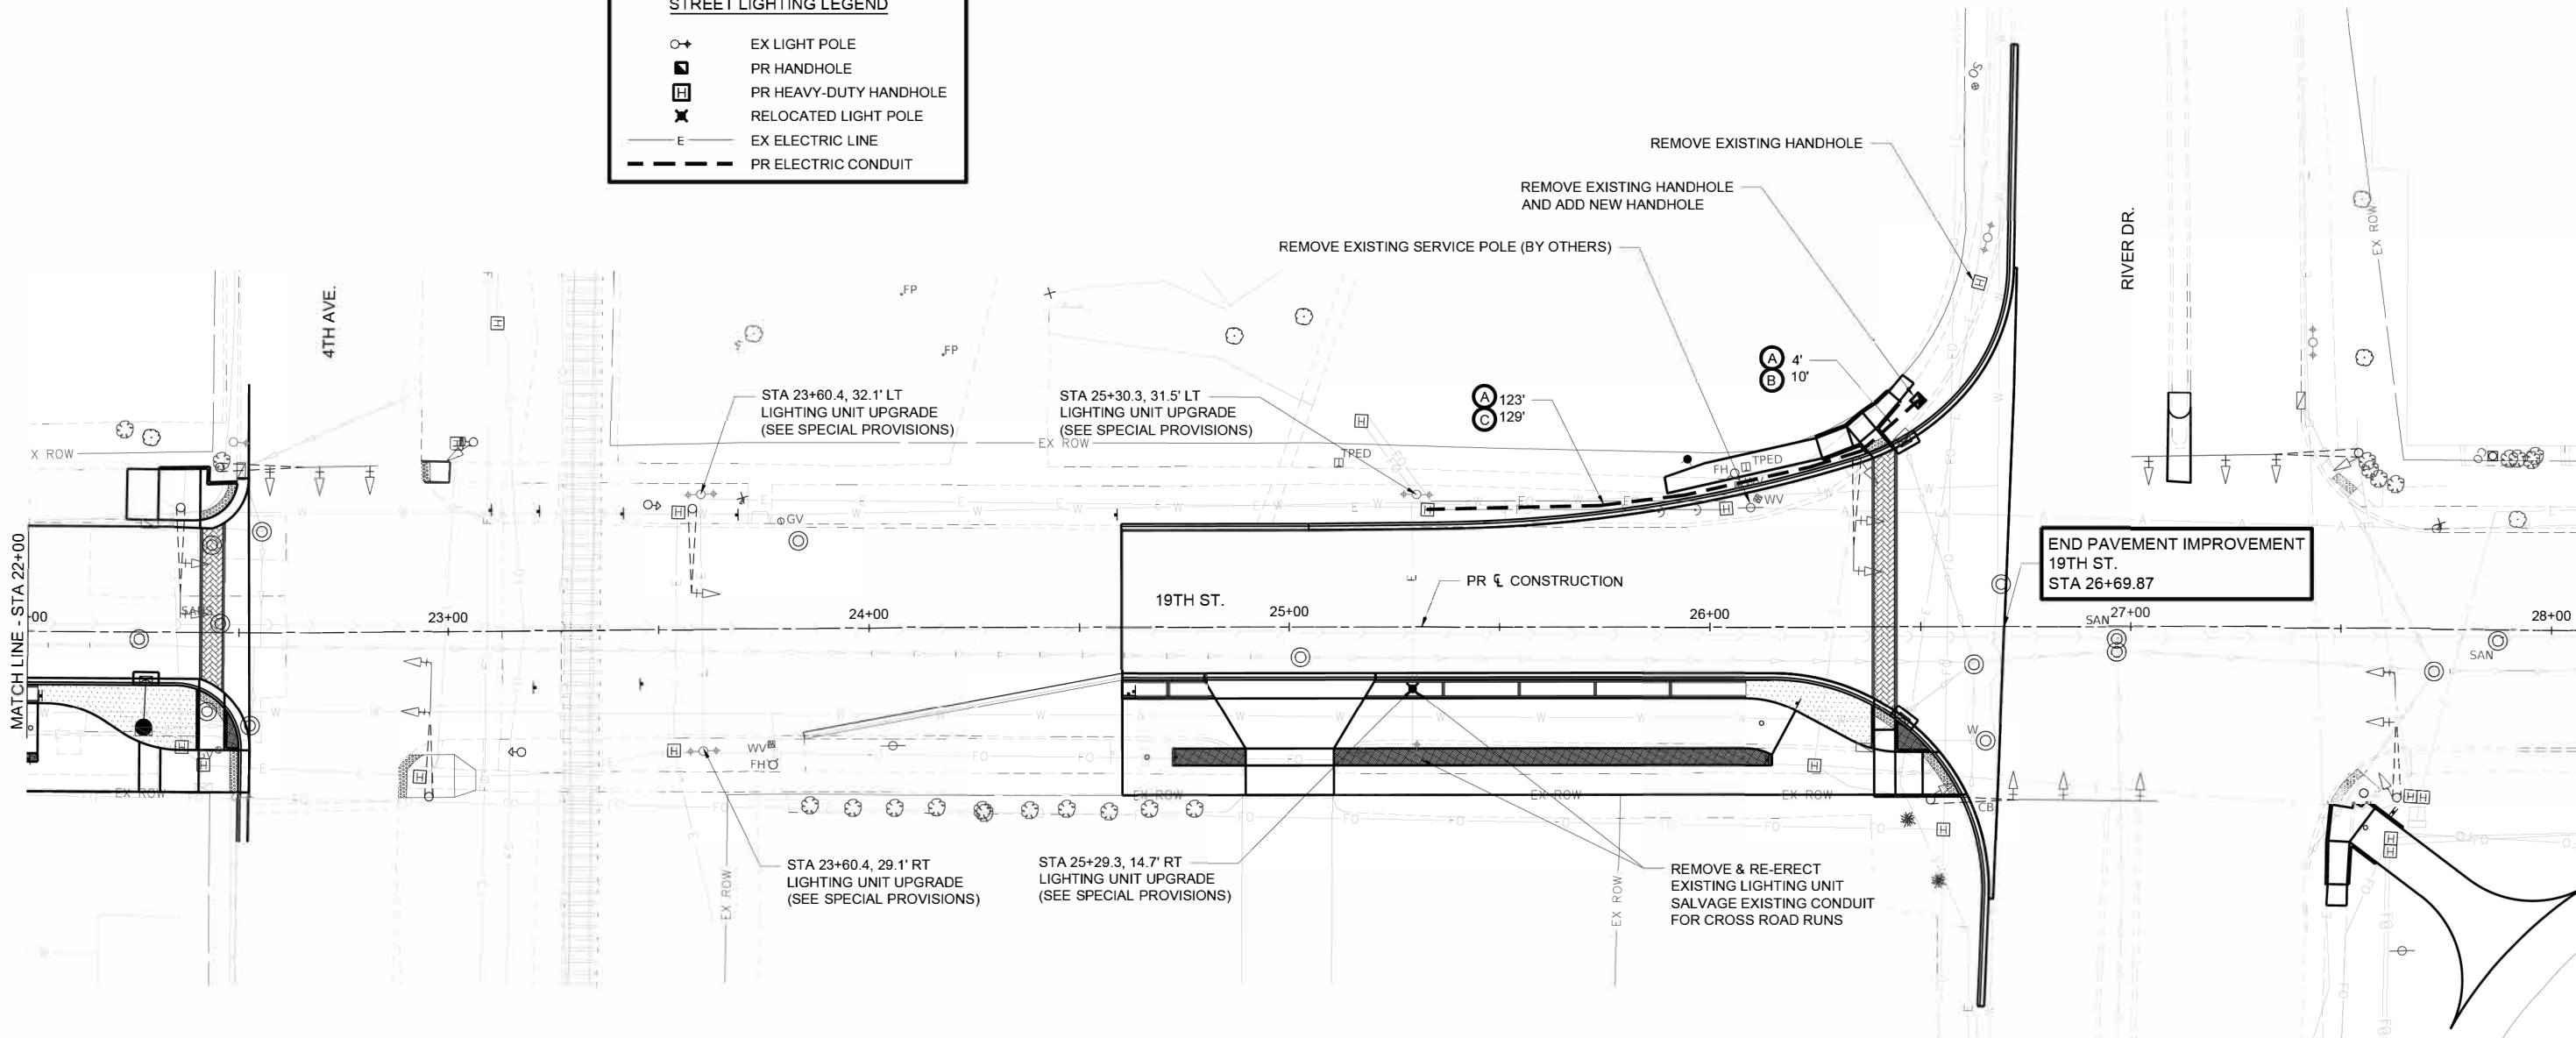 STREET LIGHTING LEGEND
EX LIGHT POLE
PR HANDHOLE
H PR HEAVY-DUTY HANDHOLE
RELOCATED LIGHT POLE
E EX ELECTRIC LINE
PR ELECTRIC CONDUIT
REMOVE EXISTING HANDHOLE
REMOVE EXISTING HANDHOLE
AND ADD NEW HANDHOLE
REMOVE EXISTING SERVICE POLE (BY OTHERS)
4TH AVE.
RIVER DR.
EX ROW
FP
FP
STA 23+60.4, 32.1' LT
LIGHTING UNIT UPGRADE
(SEE SPECIAL PROVISIONS)
STA 25+30.3, 31.5' LT
LIGHTING UNIT UPGRADE
(SEE SPECIAL PROVISIONS)
A 123'
C 129'
A 4'
B 10'
X ROW
EX ROW
TPED
FH
TPED
WV
GV
MATCH LINE - STA 22+00
END PAVEMENT IMPROVEMENT
19TH ST.
STA 26+69.87
PR ℄ CONSTRUCTION
19TH ST.
-00
23+00
24+00
25+00
26+00
27+00
28+00
SAN
SAN
WV
FH
EX ROW
EX ROW
EX ROW
EX ROW
CB
STA 23+60.4, 29.1' RT
LIGHTING UNIT UPGRADE
(SEE SPECIAL PROVISIONS)
STA 25+29.3, 14.7' RT
LIGHTING UNIT UPGRADE
(SEE SPECIAL PROVISIONS)
REMOVE & RE-ERECT
EXISTING LIGHTING UNIT
SALVAGE EXISTING CONDUIT
FOR CROSS ROAD RUNS
EX ROW
EX ROW